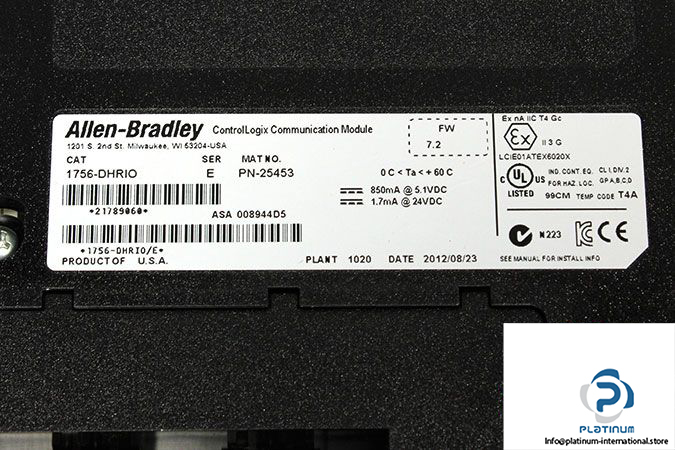 Allen-Bradley ControlLogix Communication Module
1201 S. 2nd St. Milwaukee, WI 53204-USA
FW
7.2
CAT SER MAT NO.
1756-DHRIO E PN-25453
0 C < Ta < + 60 C
850mA @ 5.1VDC
1.7mA @ 24VDC
*21789060*
ASA 008944D5
*1756-DHRIO/E*
PRODUCT OF U.S.A.
PLANT 1020 DATE 2012/08/23
Ex nA IIC T4 Gc
Ex II 3 G
LCIE01ATEX6020X
c UL US
LISTED
IND. CONT. EQ. CL I, DIV. 2
FOR HAZ. LOC. GP A, B, C, D
99CM TEMP CODE T4A
N223 CE
SEE MANUAL FOR INSTALL INFO
PLATINUM
Info@platinum-international.store